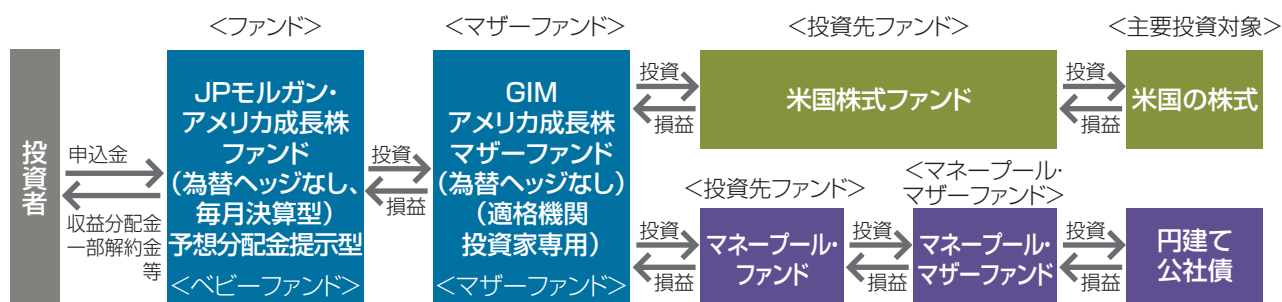 <ファンド>
<マザーファンド>
<投資先ファンド>
<主要投資対象>
投資者
申込金
収益分配金
一部解約金
等
JPモルガン・
アメリカ成長株
ファンド
（為替ヘッジなし、
毎月決算型）
予想分配金提示型
<ベビーファンド>
投資
損益
GIM
アメリカ成長株
マザーファンド
（為替ヘッジなし）
（適格機関
投資家専用）
<マザーファンド>
投資
損益
米国株式ファンド
投資
損益
米国の株式
投資
損益
<投資先ファンド>
マネープール・
ファンド
投資
損益
<マネープール・
マザーファンド>
マネープール・
マザーファンド
投資
損益
円建て
公社債